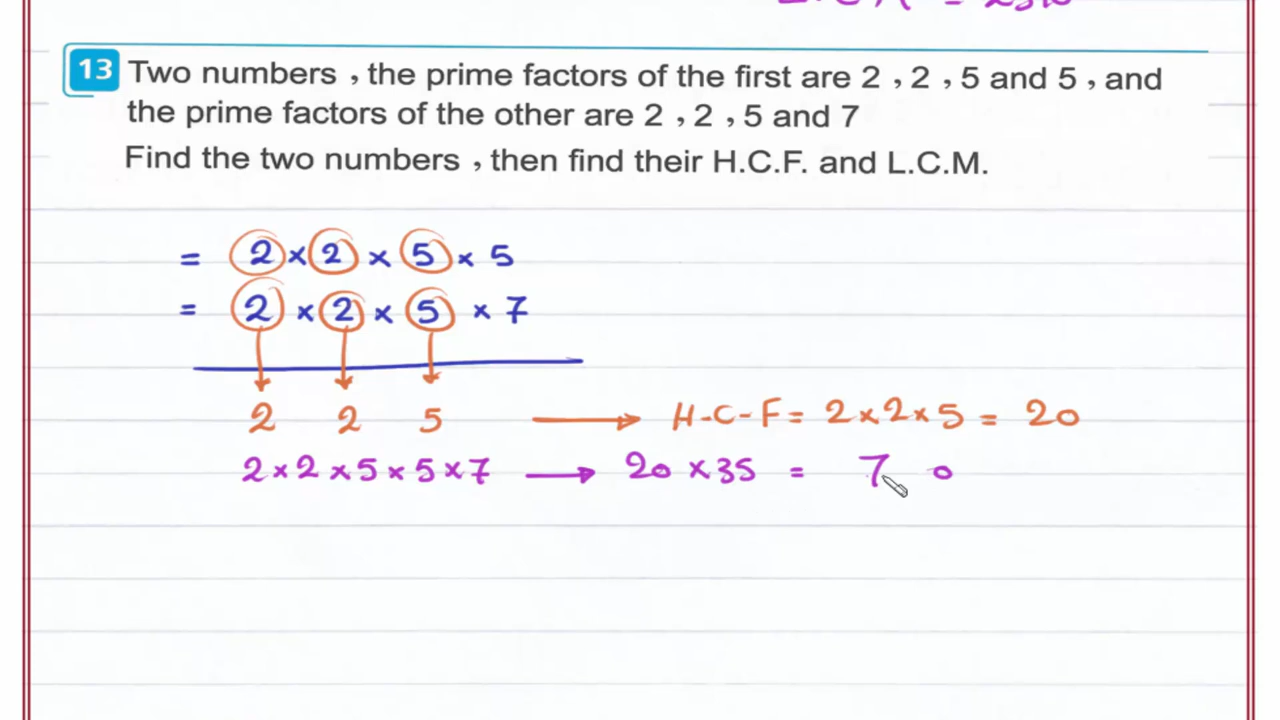 13 Two numbers , the prime factors of the first are 2 , 2 , 5 and 5 , and
the prime factors of the other are 2 , 2 , 5 and 7
Find the two numbers , then find their H.C.F. and L.C.M.
= 2 × 2 × 5 × 5
= 2 × 2 × 5 × 7
2 2 5 → H-C-F = 2 × 2 × 5 = 20
2 × 2 × 5 × 5 × 7 → 20 × 35 = 7 0